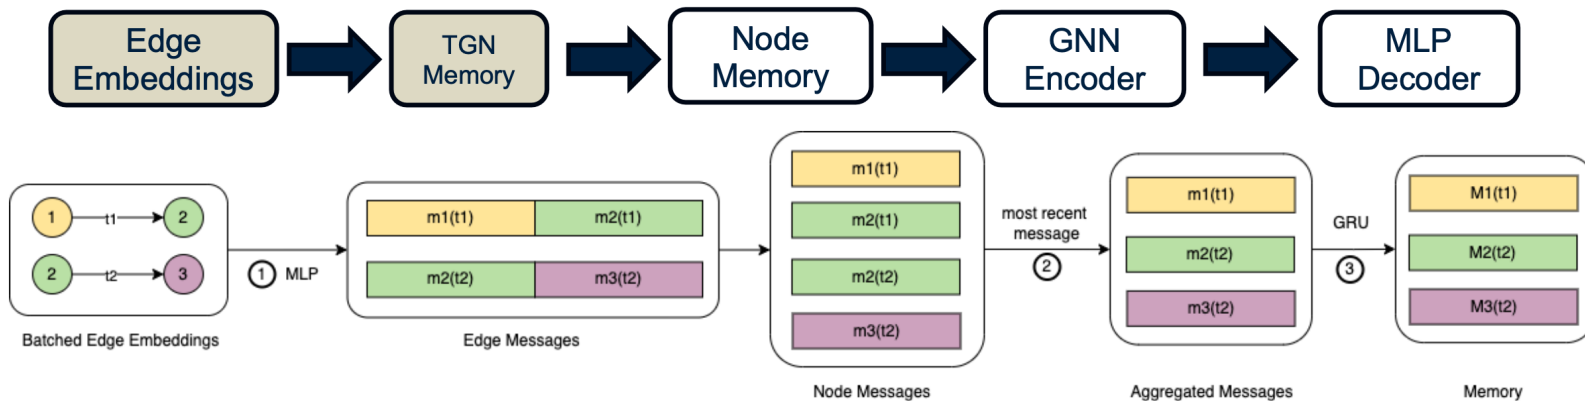 Edge
Embeddings
TGN
Memory
Node
Memory
GNN
Encoder
MLP
Decoder
1
t1
2
2
t2
3
Batched Edge Embeddings
1 MLP
m1(t1)
m2(t1)
m2(t2)
m3(t2)
Edge Messages
m1(t1)
m2(t1)
m2(t2)
m3(t2)
Node Messages
most recent
message
2
m1(t1)
m2(t2)
m3(t2)
Aggregated Messages
GRU
3
M1(t1)
M2(t2)
M3(t2)
Memory